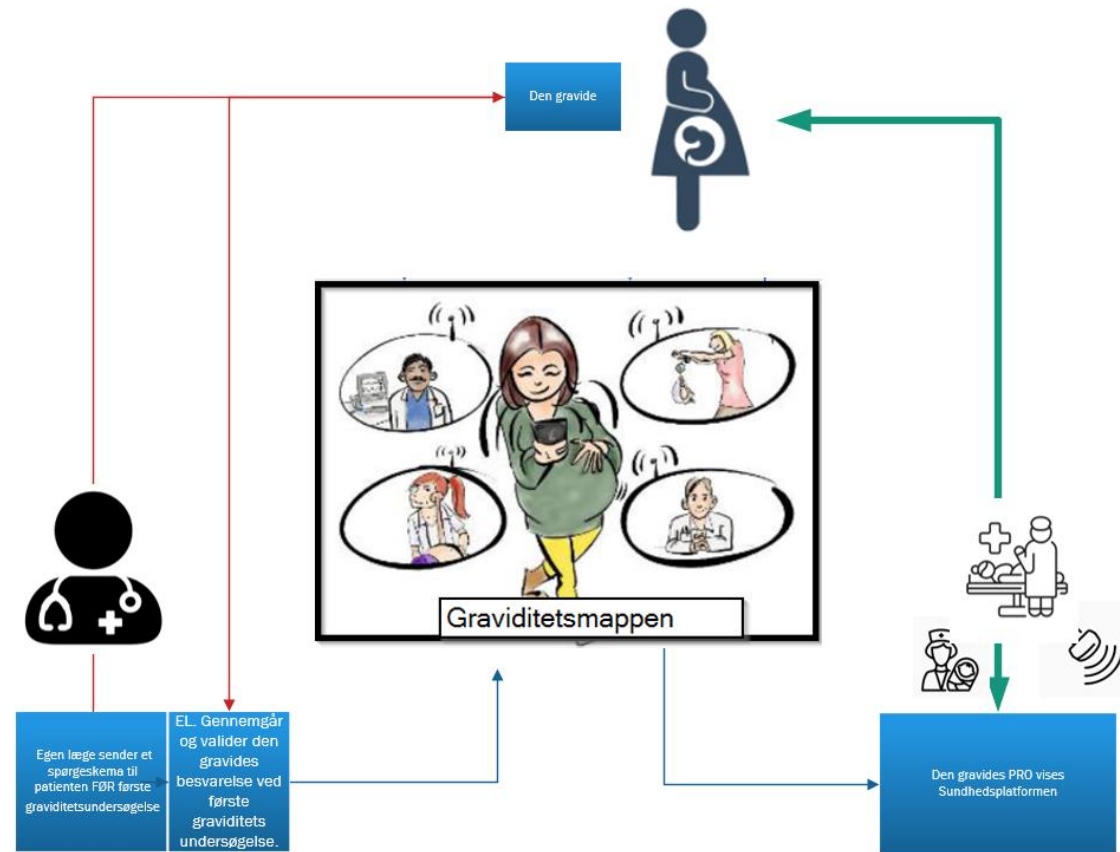 Den gravide
Graviditetsmappen
Egen læge sender et
spørgeskema til
patienten FØR første
graviditetsundersøgelse
EL. Gennemgår
og valider den
gravides
besvarelse ved
første
graviditets
undersøgelse.
Den gravides PRO vises
Sundhedsplatformen